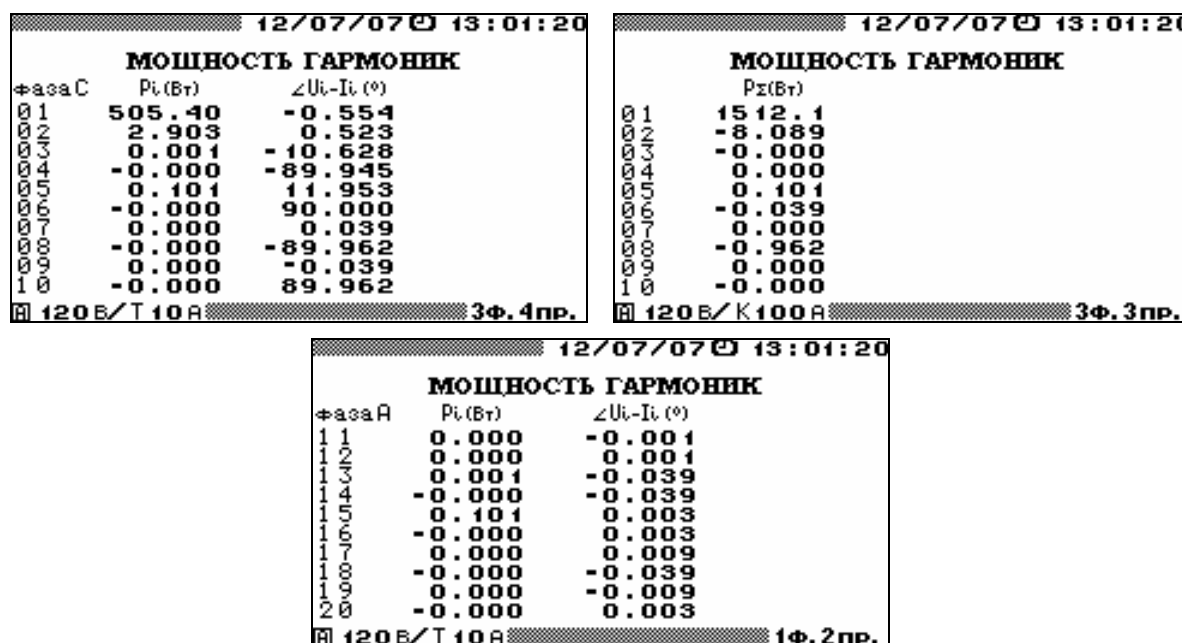 12/07/07 13:01:20
МОЩНОСТЬ ГАРМОНИК
фаза C Pi(Вт) ∠Ui-Ii(º)
01 505.40 -0.554
02 2.903 0.523
03 0.001 -10.628
04 -0.000 -89.945
05 0.101 11.953
06 -0.000 90.000
07 0.000 0.039
08 -0.000 -89.962
09 0.000 -0.039
10 -0.000 89.962
А 120В/Т10А 3ф.4пр.
12/07/07 13:01:20
МОЩНОСТЬ ГАРМОНИК
PΣ(Вт)
01 1512.1
02 -8.089
03 -0.000
04 0.000
05 0.101
06 -0.039
07 0.000
08 -0.962
09 0.000
10 -0.000
А 120В/К100А 3ф.3пр.
12/07/07 13:01:20
МОЩНОСТЬ ГАРМОНИК
фаза A Pi(Вт) ∠Ui-Ii(º)
11 0.000 -0.001
12 0.000 0.001
13 0.001 -0.039
14 -0.000 -0.039
15 0.101 0.003
16 -0.000 0.003
17 0.000 0.009
18 -0.000 -0.039
19 0.000 -0.009
20 -0.000 0.003
А 120В/Т10А 1ф.2пр.